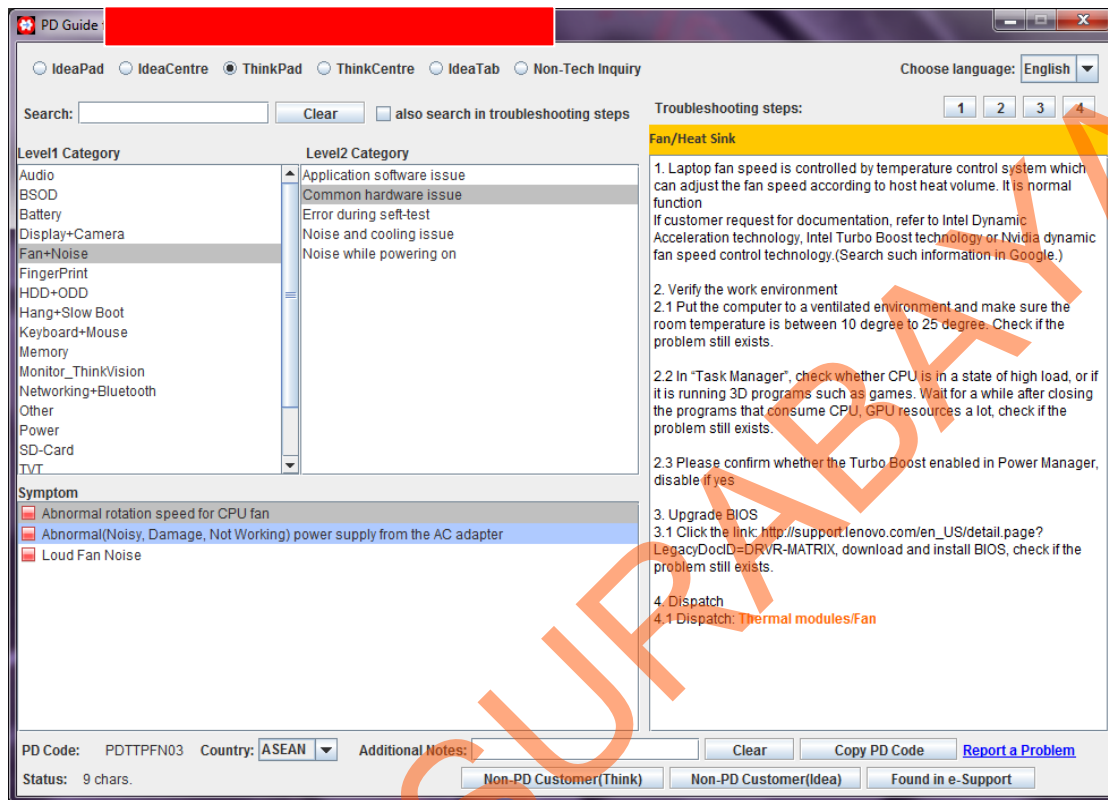 PD Guide
IdeaPad IdeaCentre ThinkPad ThinkCentre IdeaTab Non-Tech Inquiry
Choose language: English
Search: Clear also search in troubleshooting steps
Troubleshooting steps: 1 2 3 4
Level1 Category
Audio
BSOD
Battery
Display+Camera
Fan+Noise
FingerPrint
HDD+ODD
Hang+Slow Boot
Keyboard+Mouse
Memory
Monitor_ThinkVision
Networking+Bluetooth
Other
Power
SD-Card
TVT
Level2 Category
Application software issue
Common hardware issue
Error during seft-test
Noise and cooling issue
Noise while powering on
Symptom
Abnormal rotation speed for CPU fan
Abnormal(Noisy, Damage, Not Working) power supply from the AC adapter
Loud Fan Noise
Fan/Heat Sink
1. Laptop fan speed is controlled by temperature control system which
can adjust the fan speed according to host heat volume. It is normal
function
If customer request for documentation, refer to Intel Dynamic
Acceleration technology, Intel Turbo Boost technology or Nvidia dynamic
fan speed control technology.(Search such information in Google.)
2. Verify the work environment
2.1 Put the computer to a ventilated environment and make sure the
room temperature is between 10 degree to 25 degree. Check if the
problem still exists.
2.2 In “Task Manager”, check whether CPU is in a state of high load, or if
it is running 3D programs such as games. Wait for a while after closing
the programs that consume CPU, GPU resources a lot, check if the
problem still exists.
2.3 Please confirm whether the Turbo Boost enabled in Power Manager,
disable if yes
3. Upgrade BIOS
3.1 Click the link: http://support.lenovo.com/en_US/detail.page?
LegacyDocID=DRVR-MATRIX, download and install BIOS, check if the
problem still exists.
4. Dispatch
4.1 Dispatch: Thermal modules/Fan
PD Code: PDTTPFN03 Country: ASEAN Additional Notes: Clear Copy PD Code Report a Problem
Status: 9 chars. Non-PD Customer(Think) Non-PD Customer(Idea) Found in e-Support
SURABAYA